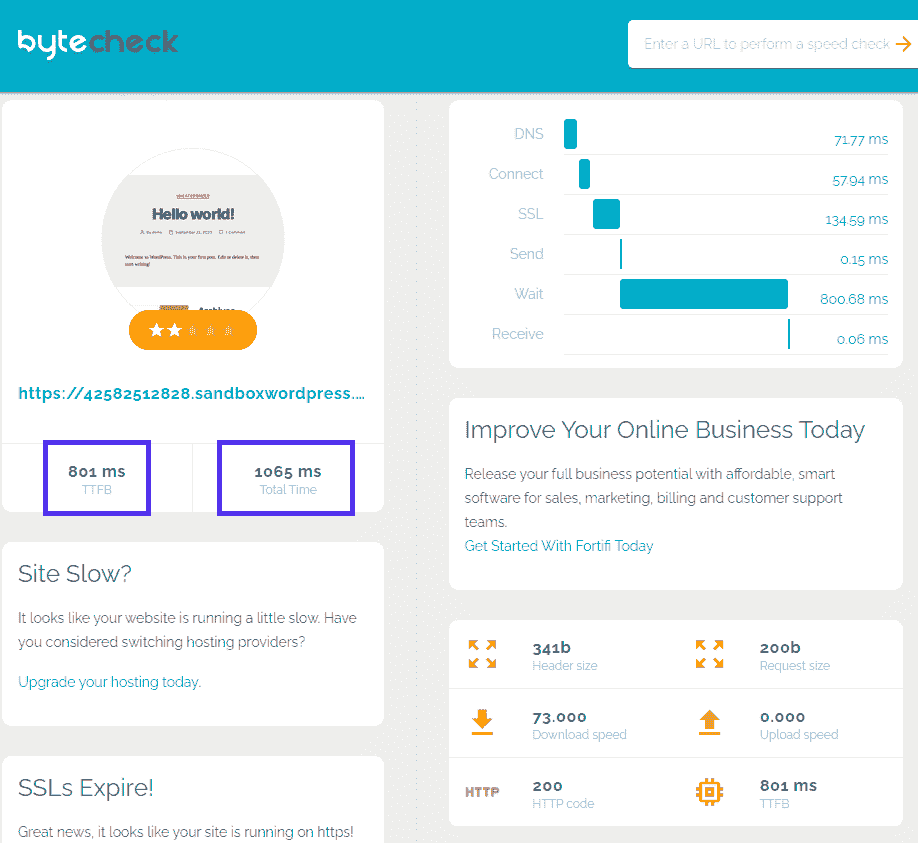 bytecheck
Enter a URL to perform a speed check
Hello world!
Welcome to WordPress. This is your first post. Edit or delete it, then
start writing!
https://42582512828.sandboxwordpress....
801 ms
TTFB
1065 ms
Total Time
Site Slow?
It looks like your website is running a little slow. Have
you considered switching hosting providers?
Upgrade your hosting today.
SSLs Expire!
Great news, it looks like your site is running on https!
DNS 71.77 ms
Connect 57.94 ms
SSL 134.59 ms
Send 0.15 ms
Wait 800.68 ms
Receive 0.06 ms
Improve Your Online Business Today
Release your full business potential with affordable, smart
software for sales, marketing, billing and customer support
teams.
Get Started With Fortifi Today
341b
Header size
200b
Request size
73.000
Download speed
0.000
Upload speed
HTTP
200
HTTP code
801 ms
TTFB